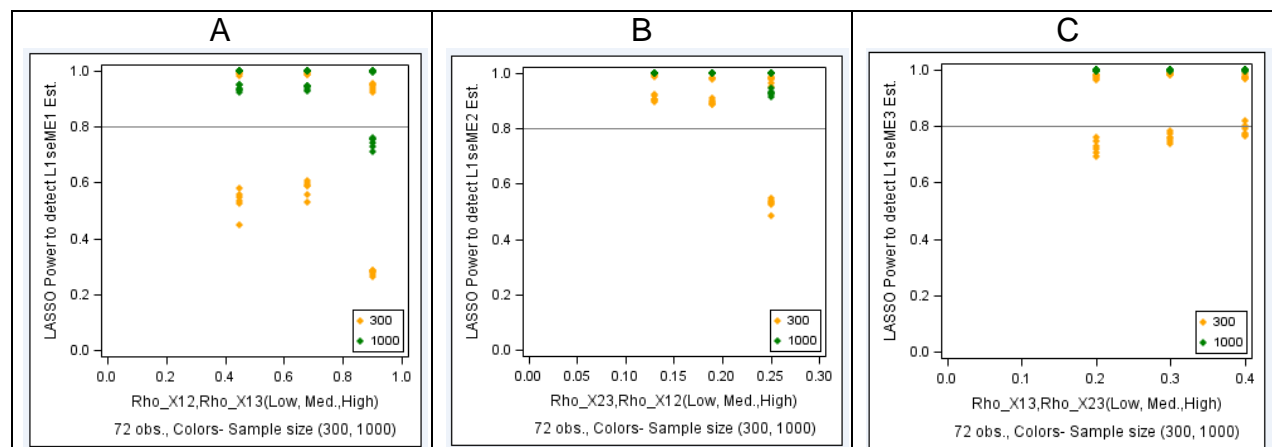 A
LASSO Power to detect L1seME1 Est.
1.0
0.8
0.6
0.4
0.2
0.0
300
1000
0.0 0.2 0.4 0.6 0.8 1.0
Rho_X12,Rho_X13(Low, Med.,High)
72 obs., Colors- Sample size (300, 1000)
B
LASSO Power to detect L1seME2 Est.
1.0
0.8
0.6
0.4
0.2
0.0
300
1000
0.00 0.05 0.10 0.15 0.20 0.25 0.30
Rho_X23,Rho_X12(Low, Med.,High)
72 obs., Colors- Sample size (300, 1000)
C
LASSO Power to detect L1seME3 Est.
1.0
0.8
0.6
0.4
0.2
0.0
300
1000
0.0 0.1 0.2 0.3 0.4
Rho_X13,Rho_X23(Low, Med.,High)
72 obs., Colors- Sample size (300, 1000)